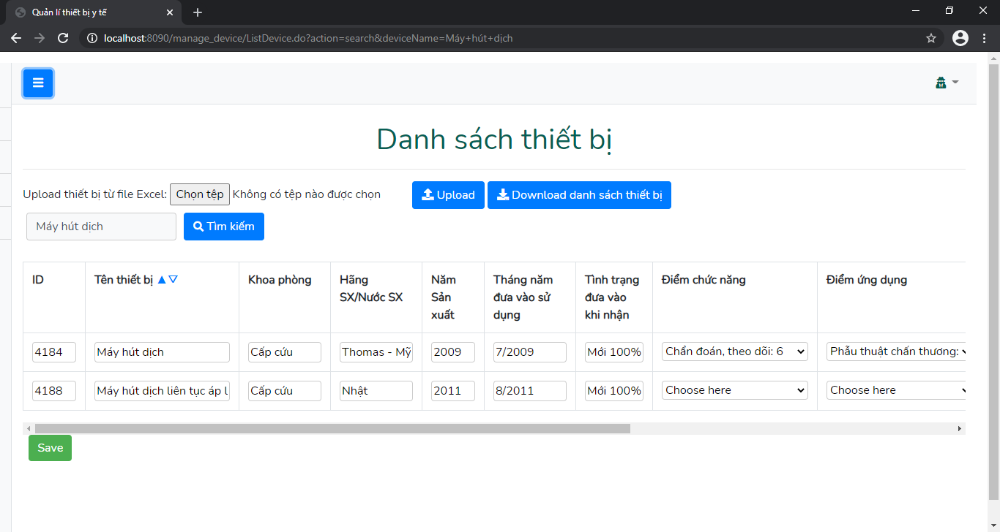 Quản lí thiết bị y tế
localhost:8090/manage_device/ListDevice.do?action=search&deviceName=Máy+hút+dịch
Danh sách thiết bị
Upload thiết bị từ file Excel: Chọn tệp Không có tệp nào được chọn Upload Download danh sách thiết bị
Máy hút dịch Tìm kiếm
ID Tên thiết bị Khoa phòng Hãng Năm Tháng năm Tình trạng Điểm chức năng Điểm ứng dụng
SX/Nước SX Sản đưa vào sử đưa vào
xuất dụng khi nhận
4184 Máy hút dịch Cấp cứu Thomas - Mỹ 2009 7/2009 Mới 100% Chẩn đoán, theo dõi: 6 Phẫu thuật chấn thương:
4188 Máy hút dịch liên tục áp l Cấp cứu Nhật 2011 8/2011 Mới 100% Choose here Choose here
Save